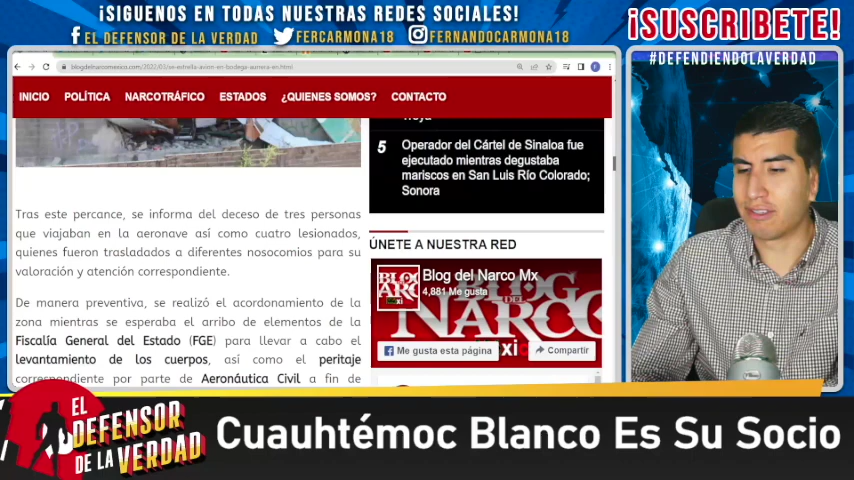 ¡SIGUENOS EN TODAS NUESTRAS REDES SOCIALES!
EL DEFENSOR DE LA VERDAD
FERCARMONA18
FERNANDOCARMONA18
¡SUSCRIBETE!
#DEFENDIENDOLAVERDAD
blogdelnarcomexico.com/2022/03/se-estrella-avion-en-bodega-aurrera-en.html
INICIO POLÍTICA NARCOTRÁFICO ESTADOS ¿QUIENES SOMOS? CONTACTO
5 Operador del Cártel de Sinaloa fue
ejecutado mientras degustaba
mariscos en San Luis Río Colorado;
Sonora
Tras este percance, se informa del deceso de tres personas
que viajaban en la aeronave así como cuatro lesionados,
quienes fueron trasladados a diferentes nosocomios para su
valoración y atención correspondiente.
De manera preventiva, se realizó el acordonamiento de la
zona mientras se esperaba el arribo de elementos de la
Fiscalía General del Estado (FGE) para llevar a cabo el
levantamiento de los cuerpos, así como el peritaje
correspondiente por parte de Aeronáutica Civil a fin de
ÚNETE A NUESTRA RED
Blog del Narco Mx
4,881 Me gusta
BLOG
DEL
NARCO
Me gusta esta página
Compartir
EL
DEFENSOR
DE LA VERDAD
Cuauhtémoc Blanco Es Su Socio